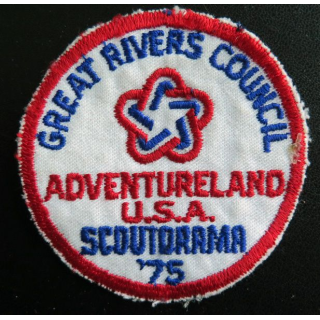 GREAT RIVERS COUNCIL
ADVENTURELAND
U.S.A.
SCOUTORAMA
'75